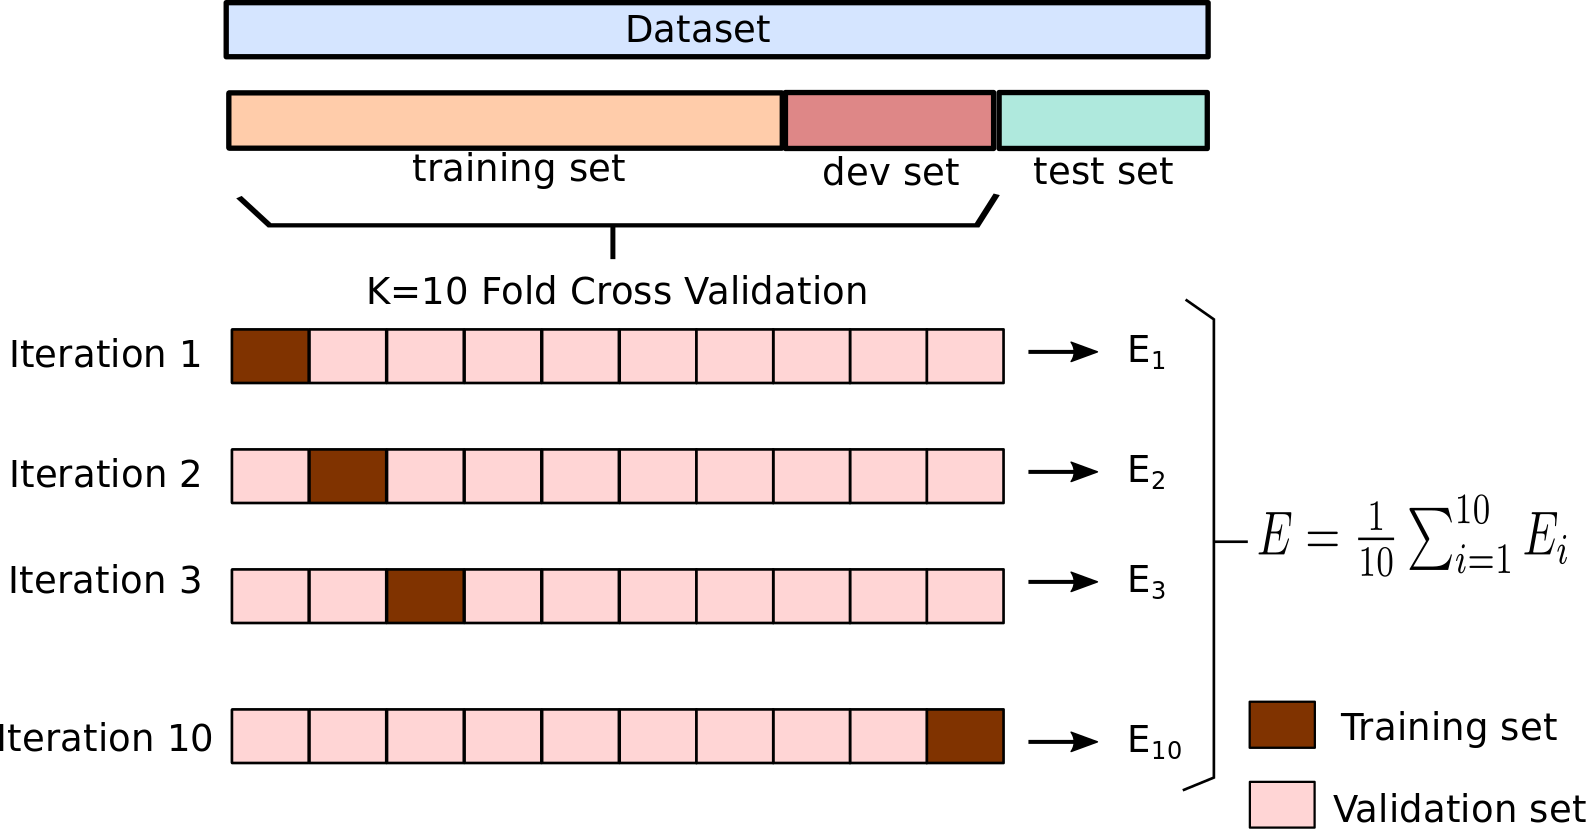 Dataset
training set
dev set
test set
K=10 Fold Cross Validation
Iteration 1
E₁
Iteration 2
E₂
Iteration 3
E₃
Iteration 10
E₁₀
E = 1/10 ∑_{i=1}^{10} E_i
Training set
Validation set